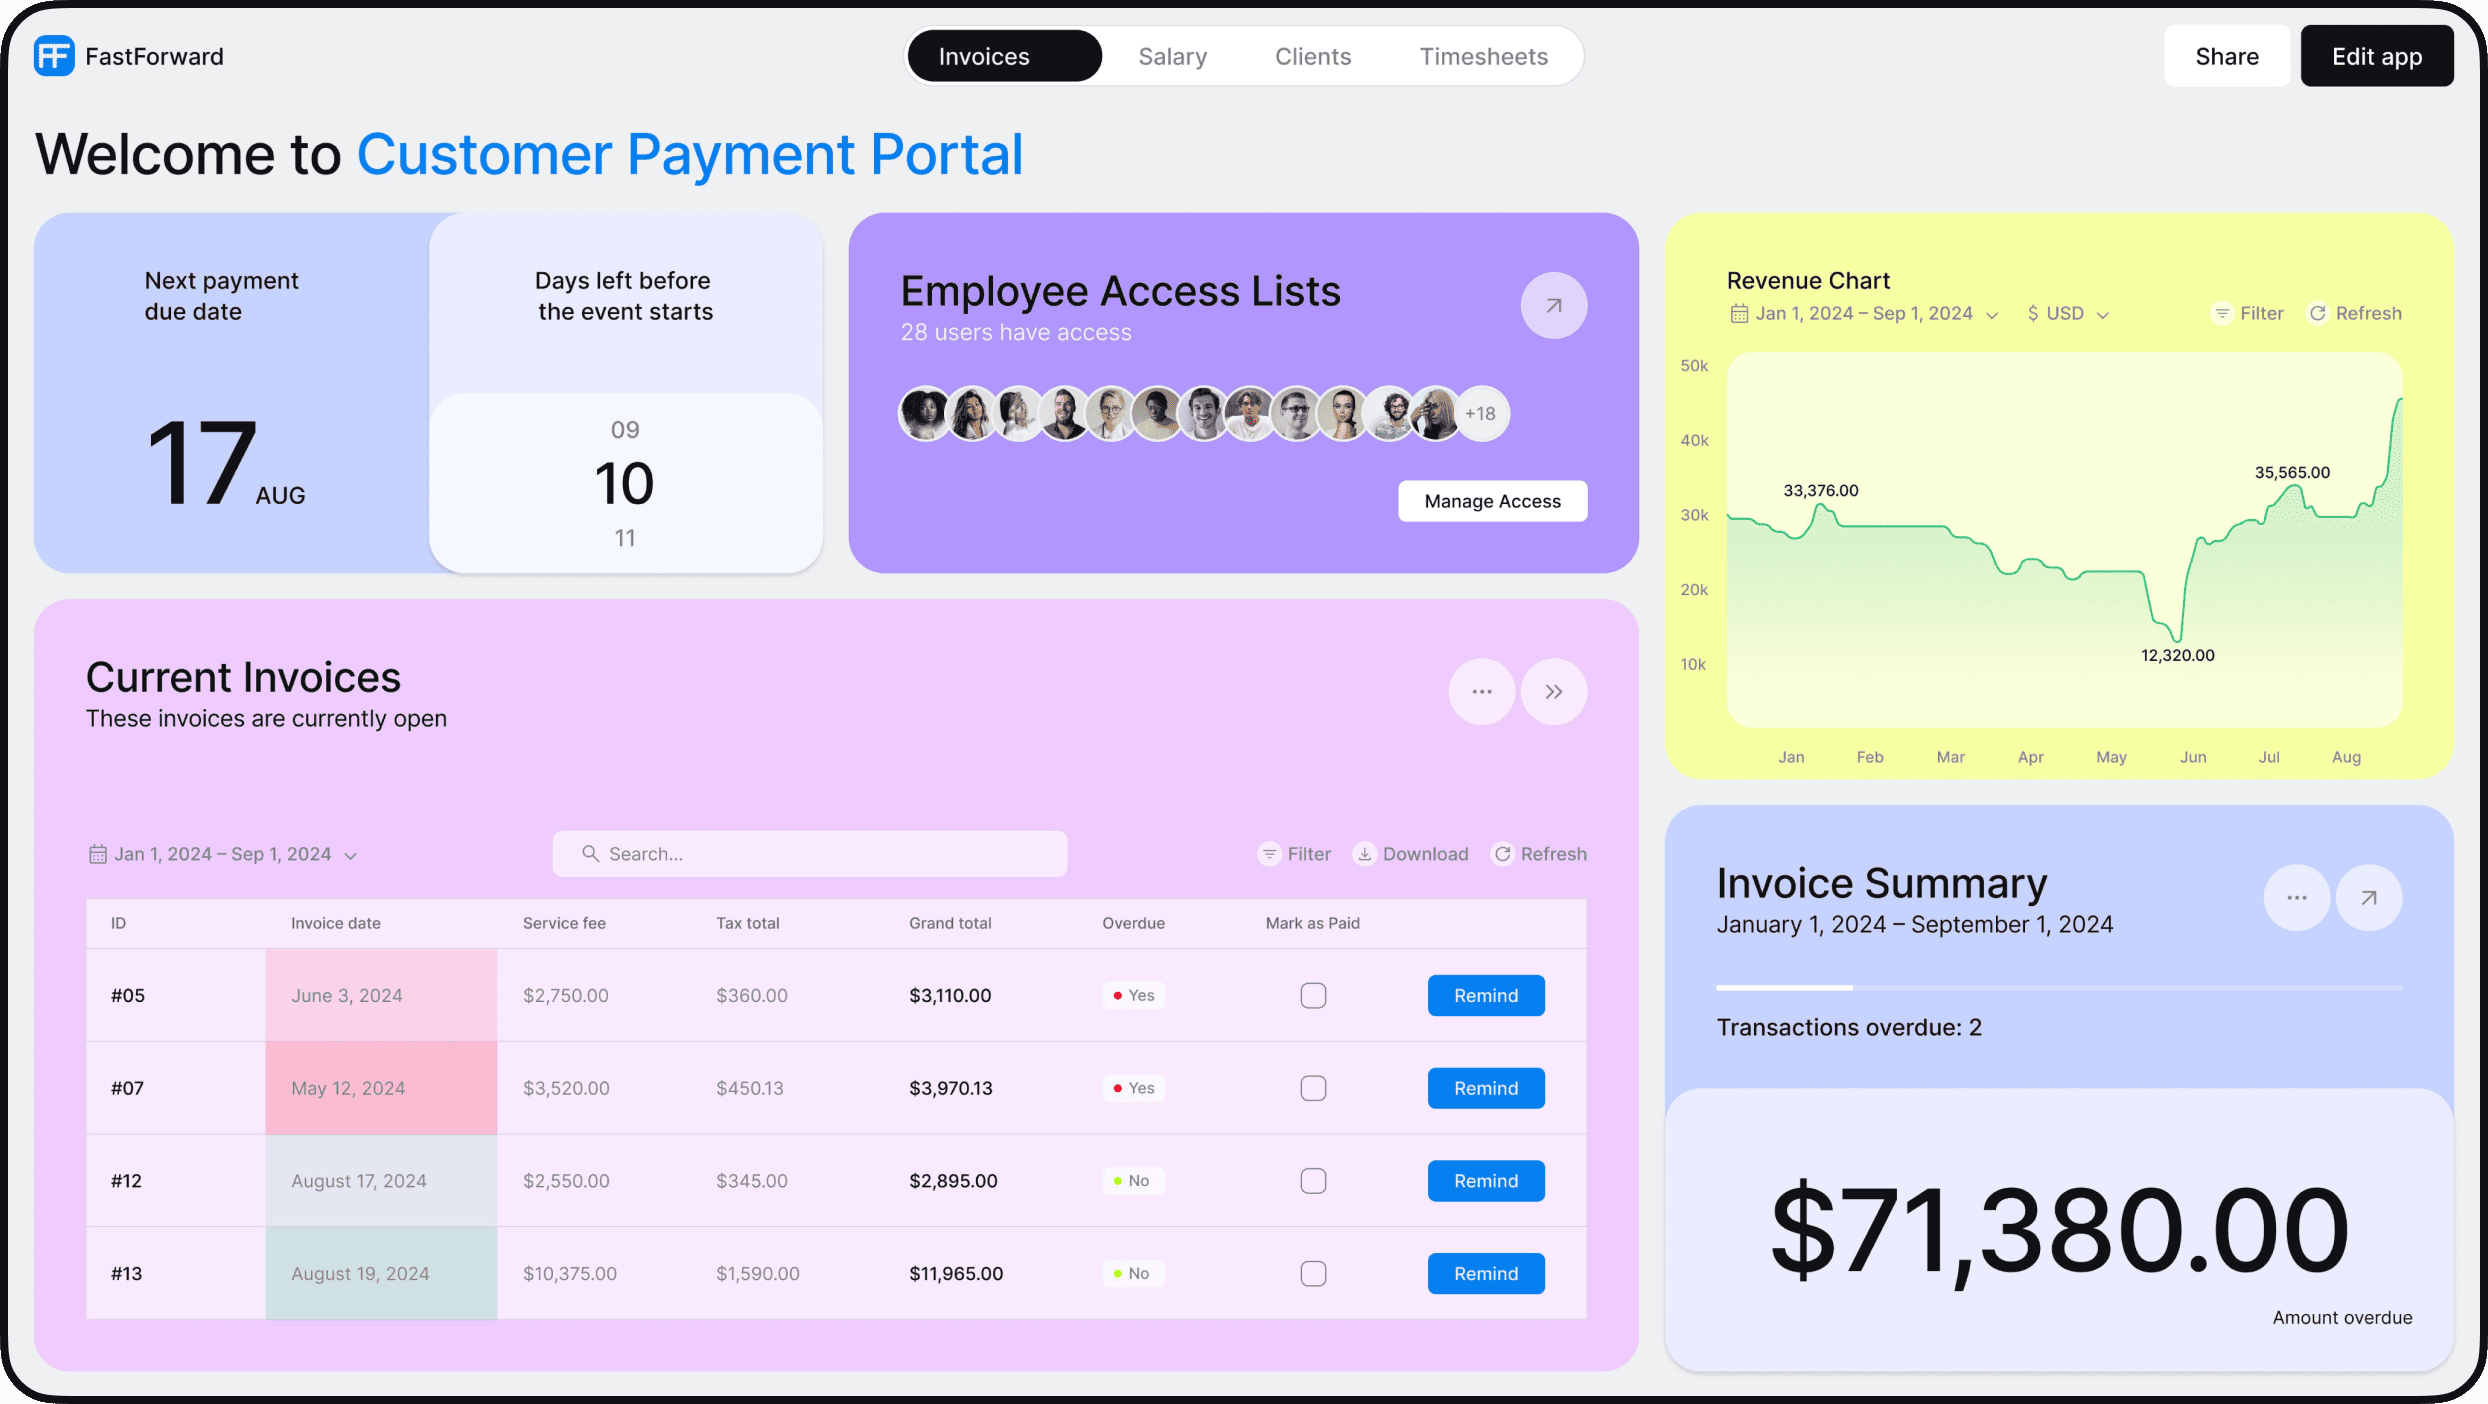 FastForward
Invoices Salary Clients Timesheets
Share Edit app
Welcome to Customer Payment Portal
Next payment
due date
17 AUG
Days left before
the event starts
09
10
11
Employee Access Lists
28 users have access
+18
Manage Access
Revenue Chart
Jan 1, 2024 – Sep 1, 2024 $ USD Filter Refresh
50k
40k
30k
20k
10k
33,376.00
35,565.00
12,320.00
Jan Feb Mar Apr May Jun Jul Aug
Current Invoices
These invoices are currently open
Jan 1, 2024 – Sep 1, 2024 Search... Filter Download Refresh
ID Invoice date Service fee Tax total Grand total Overdue Mark as Paid
#05 June 3, 2024 $2,750.00 $360.00 $3,110.00 Yes Remind
#07 May 12, 2024 $3,520.00 $450.13 $3,970.13 Yes Remind
#12 August 17, 2024 $2,550.00 $345.00 $2,895.00 No Remind
#13 August 19, 2024 $10,375.00 $1,590.00 $11,965.00 No Remind
Invoice Summary
January 1, 2024 – September 1, 2024
Transactions overdue: 2
$71,380.00
Amount overdue